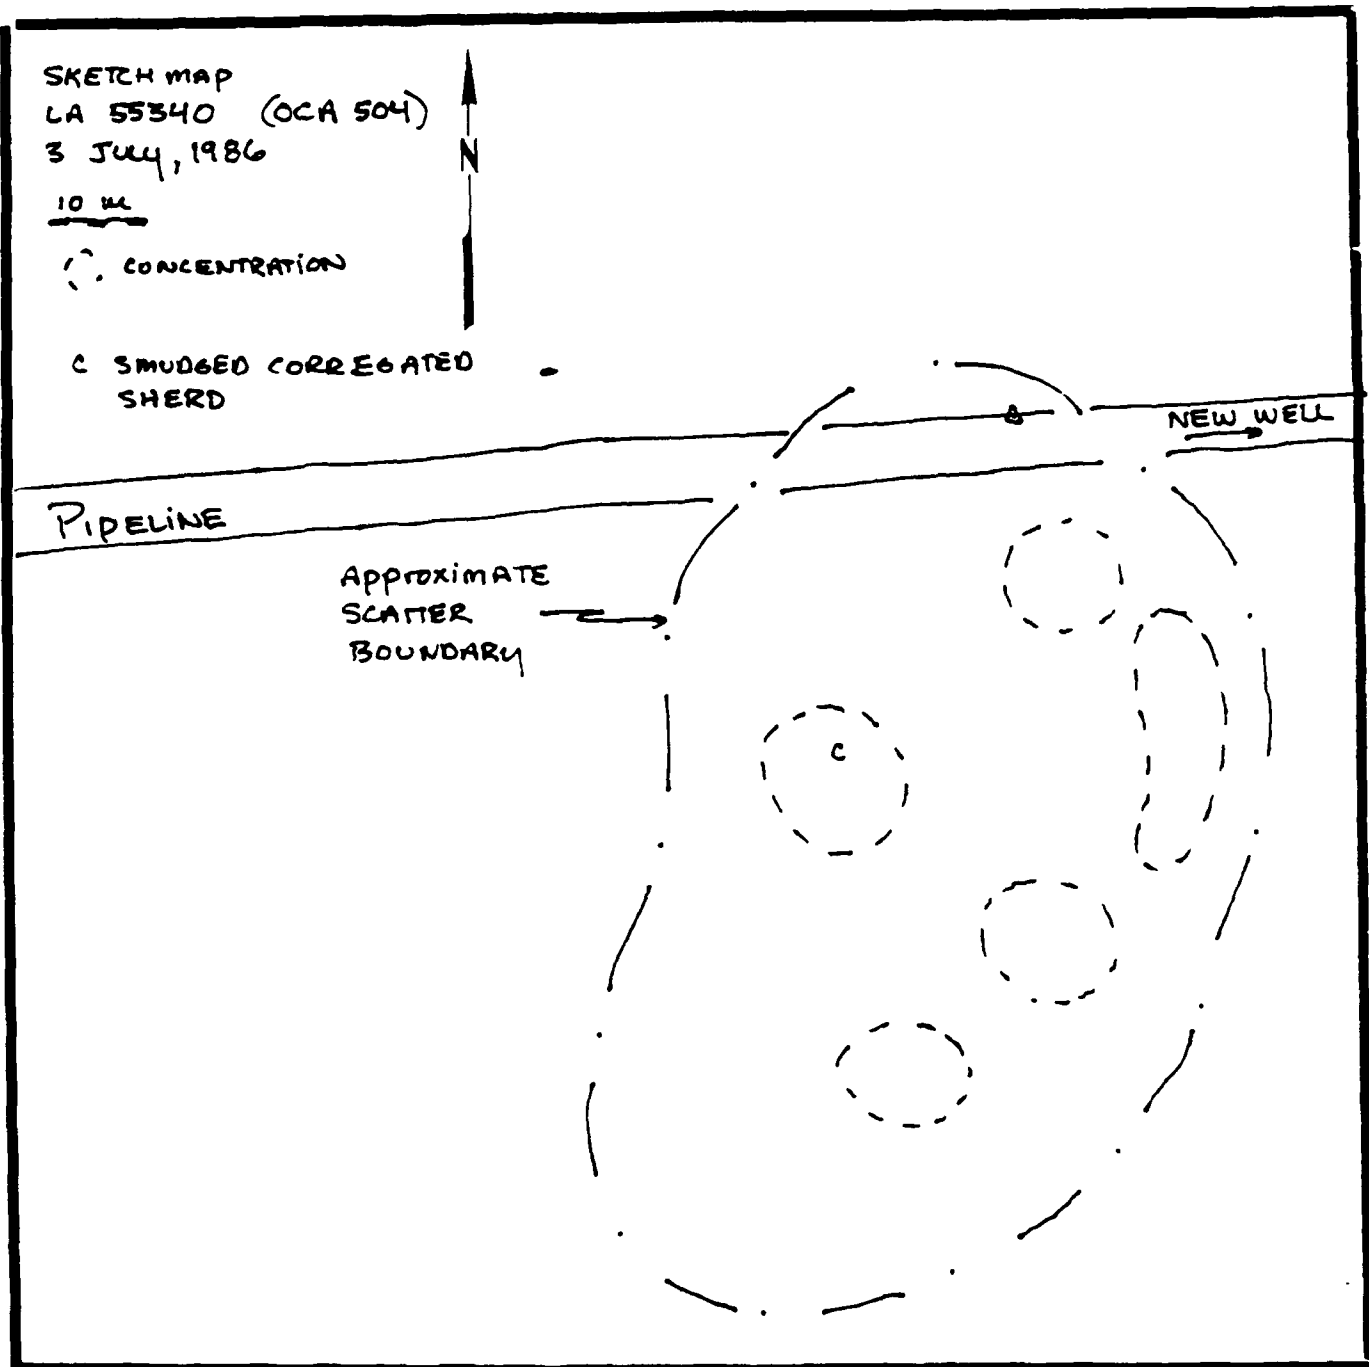 SKETCH MAP
LA 55340 (OCA 504)
3 JULY, 1986
N
10 m
CONCENTRATION
C SMUDGED CORREGATED
SHERD
NEW WELL
PIPELINE
APPROXIMATE
SCATTER
BOUNDARY
C